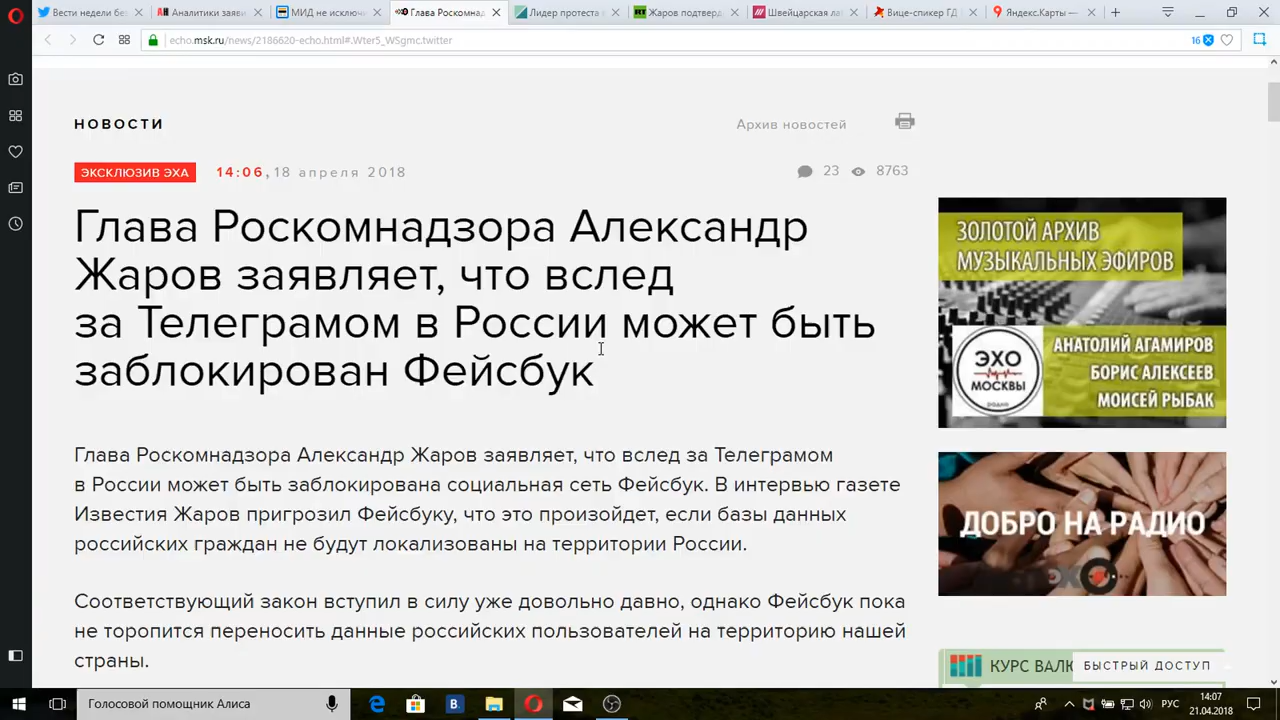 Вести недели без
Аналитики заяви
МИД не исключи
Глава Роскомнад
Лидер протеста в
Жаров подтверд
Швейцарская ла
Вице-спикер ГД
Яндекс.Карты —
echo.msk.ru/news/2186620-echo.html#.Wter5_WSgmc.twitter
16
НОВОСТИ
Архив новостей
ЭКСКЛЮЗИВ ЭХА
14:06, 18 апреля 2018
23
8763
Глава Роскомнадзора Александр
Жаров заявляет, что вслед
за Телеграмом в России может быть
заблокирован Фейсбук
Глава Роскомнадзора Александр Жаров заявляет, что вслед за Телеграмом
в России может быть заблокирована социальная сеть Фейсбук. В интервью газете
Известия Жаров пригрозил Фейсбуку, что это произойдет, если базы данных
российских граждан не будут локализованы на территории России.
Соответствующий закон вступил в силу уже довольно давно, однако Фейсбук пока
не торопится переносить данные российских пользователей на территорию нашей
страны.
ЗОЛОТОЙ АРХИВ
МУЗЫКАЛЬНЫХ ЭФИРОВ
ЭХО
МОСКВЫ
радио
АНАТОЛИЙ АГАМИРОВ
БОРИС АЛЕКСЕЕВ
МОИСЕЙ РЫБАК
ДОБРО НА РАДИО
КУРС ВАЛЮ
БЫСТРЫЙ ДОСТУП
Голосовой помощник Алиса
РУС
14:07
21.04.2018